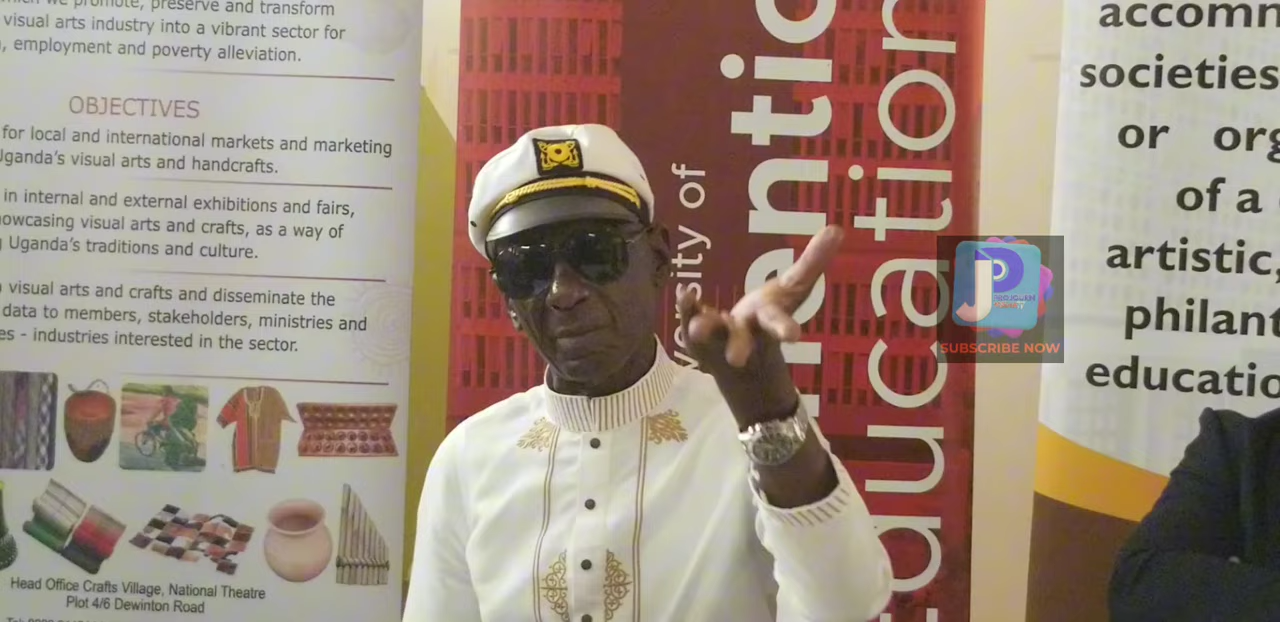 which we promote, preserve and transform
visual arts industry into a vibrant sector for
, employment and poverty alleviation.
OBJECTIVES
for local and international markets and marketing
Uganda's visual arts and handcrafts.
in internal and external exhibitions and fairs,
howcasing visual arts and crafts, as a way of
g Uganda's traditions and culture.
visual arts and crafts and disseminate the
data to members, stakeholders, ministries and
es - industries interested in the sector.
Head Office Crafts Village, National Theatre
Plot 4/6 Dewinton Road
versity of
entio
Education
accomm
societies
or org
of a
artistic,
philant
educatio
JP
SUBSCRIBE NOW